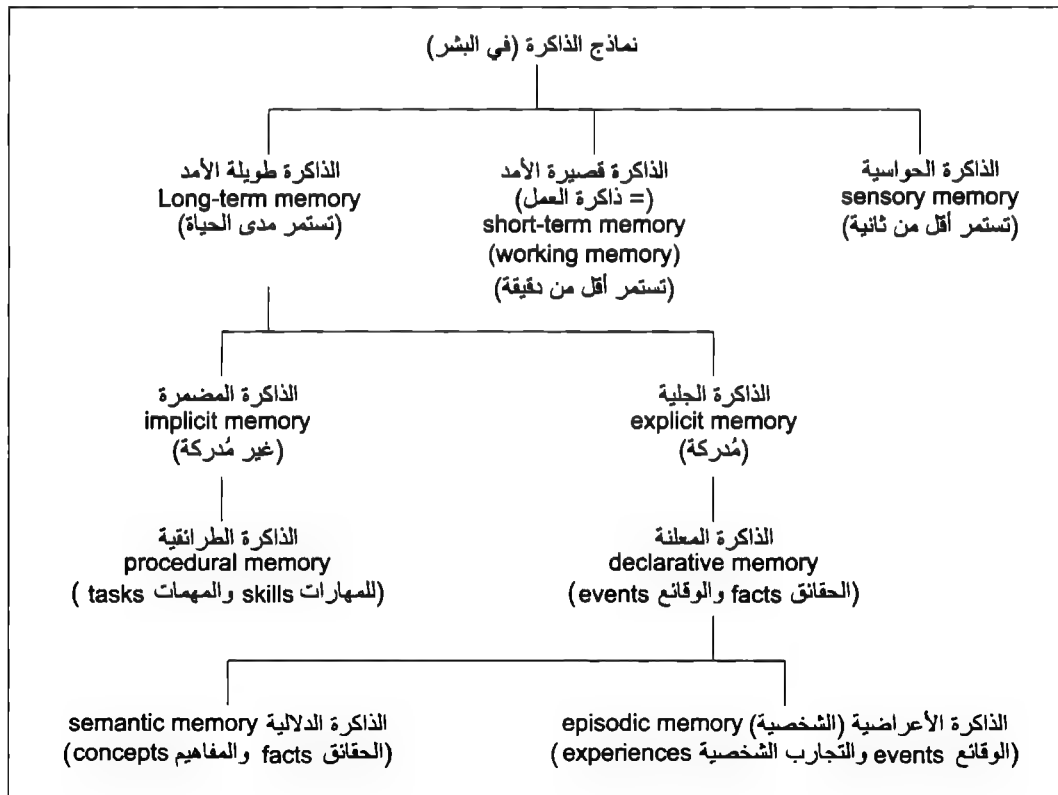 نماذج الذاكرة (في البشر)
الذاكرة الحواسية
sensory memory
(تستمر أقل من ثانية)
الذاكرة قصيرة الأمد
(= ذاكرة العمل)
short-term memory
(working memory)
(تستمر أقل من دقيقة)
الذاكرة طويلة الأمد
Long-term memory
(تستمر مدى الحياة)
الذاكرة الجلية
explicit memory
(مُدركة)
الذاكرة المضمرة
implicit memory
(غير مُدركة)
الذاكرة المعلنة
declarative memory
(الحقائق facts والوقائع events)
الذاكرة الطرائقية
procedural memory
(للمهارات skills والمهمات tasks )
الذاكرة الأعراضية (الشخصية) episodic memory
(الوقائع events والتجارب الشخصية experiences )
الذاكرة الدلالية semantic memory
(الحقائق facts والمفاهيم concepts)